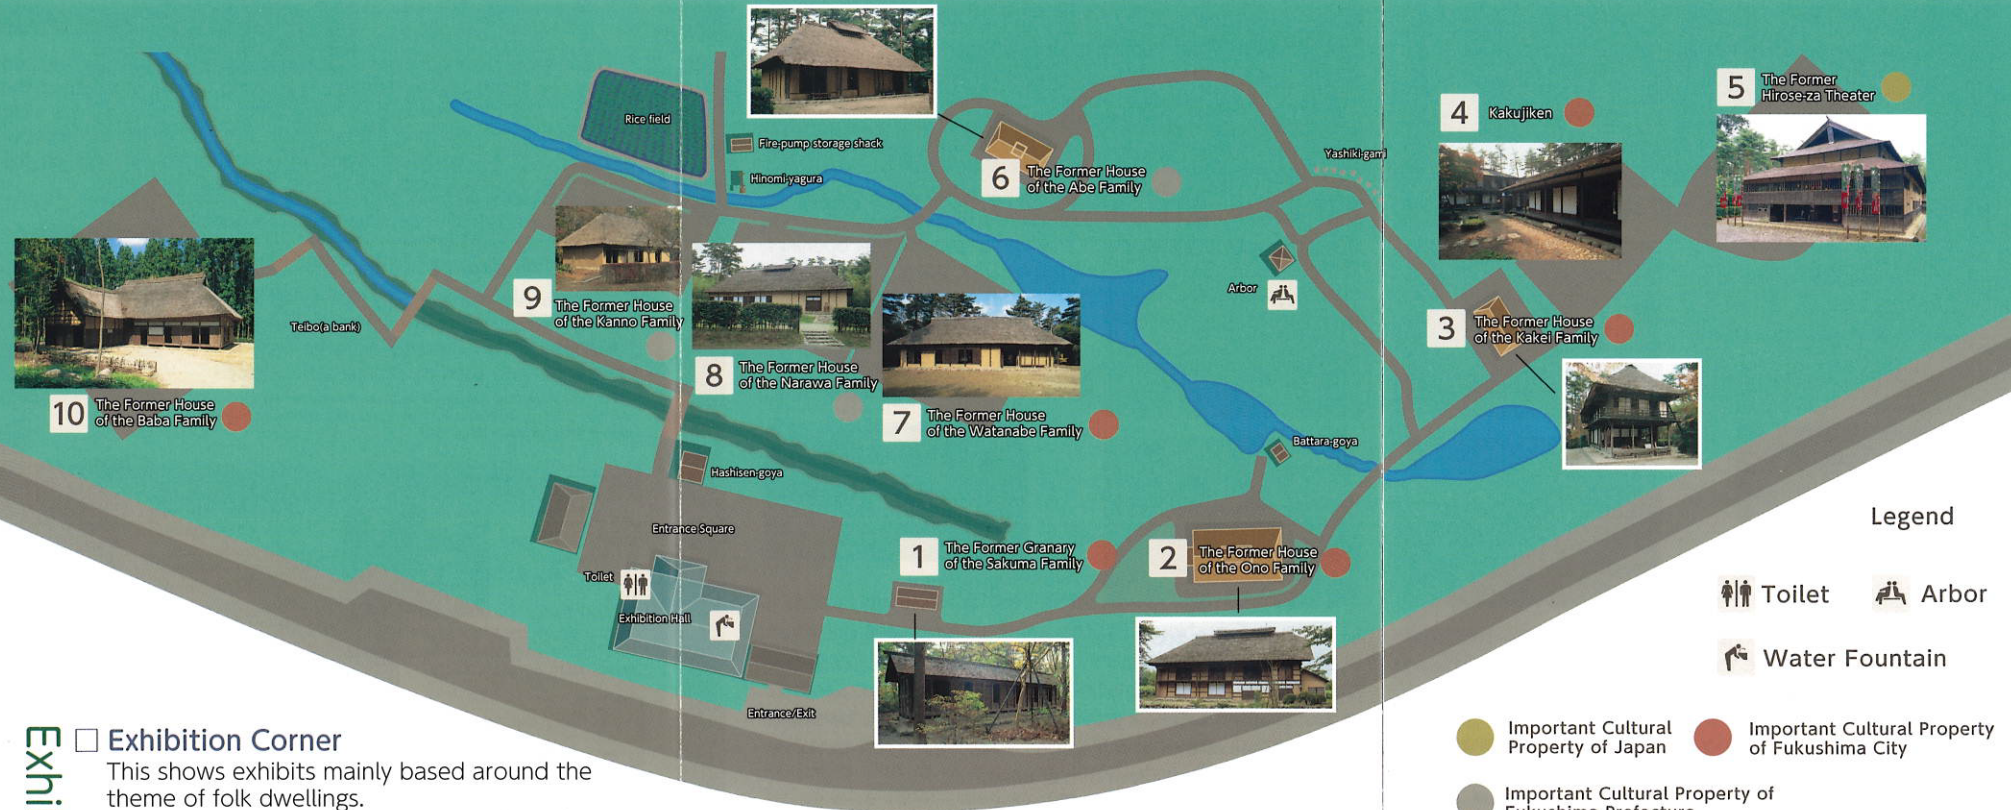 Rice field
Fire-pump storage shack
Hinomi-yagura
6
The Former House
of the Abe Family
Yashiki-gami
4
Kakujiken
5
The Former
Hirose-za Theater
9
The Former House
of the Kanno Family
Teibo(a bank)
10
The Former House
of the Baba Family
8
The Former House
of the Narawa Family
7
The Former House
of the Watanabe Family
Arbor
3
The Former House
of the Kakei Family
Battara-goya
Hashisen-goya
Entrance Square
Toilet
Exhibition Hall
Entrance/Exit
1
The Former Granary
of the Sakuma Family
2
The Former House
of the Ono Family
Legend
Toilet
Arbor
Water Fountain
Important Cultural
Property of Japan
Important Cultural Property
of Fukushima City
Important Cultural Property of
Fukushima Prefecture
Exhi
Exhibition Corner
This shows exhibits mainly based around the
theme of folk dwellings.